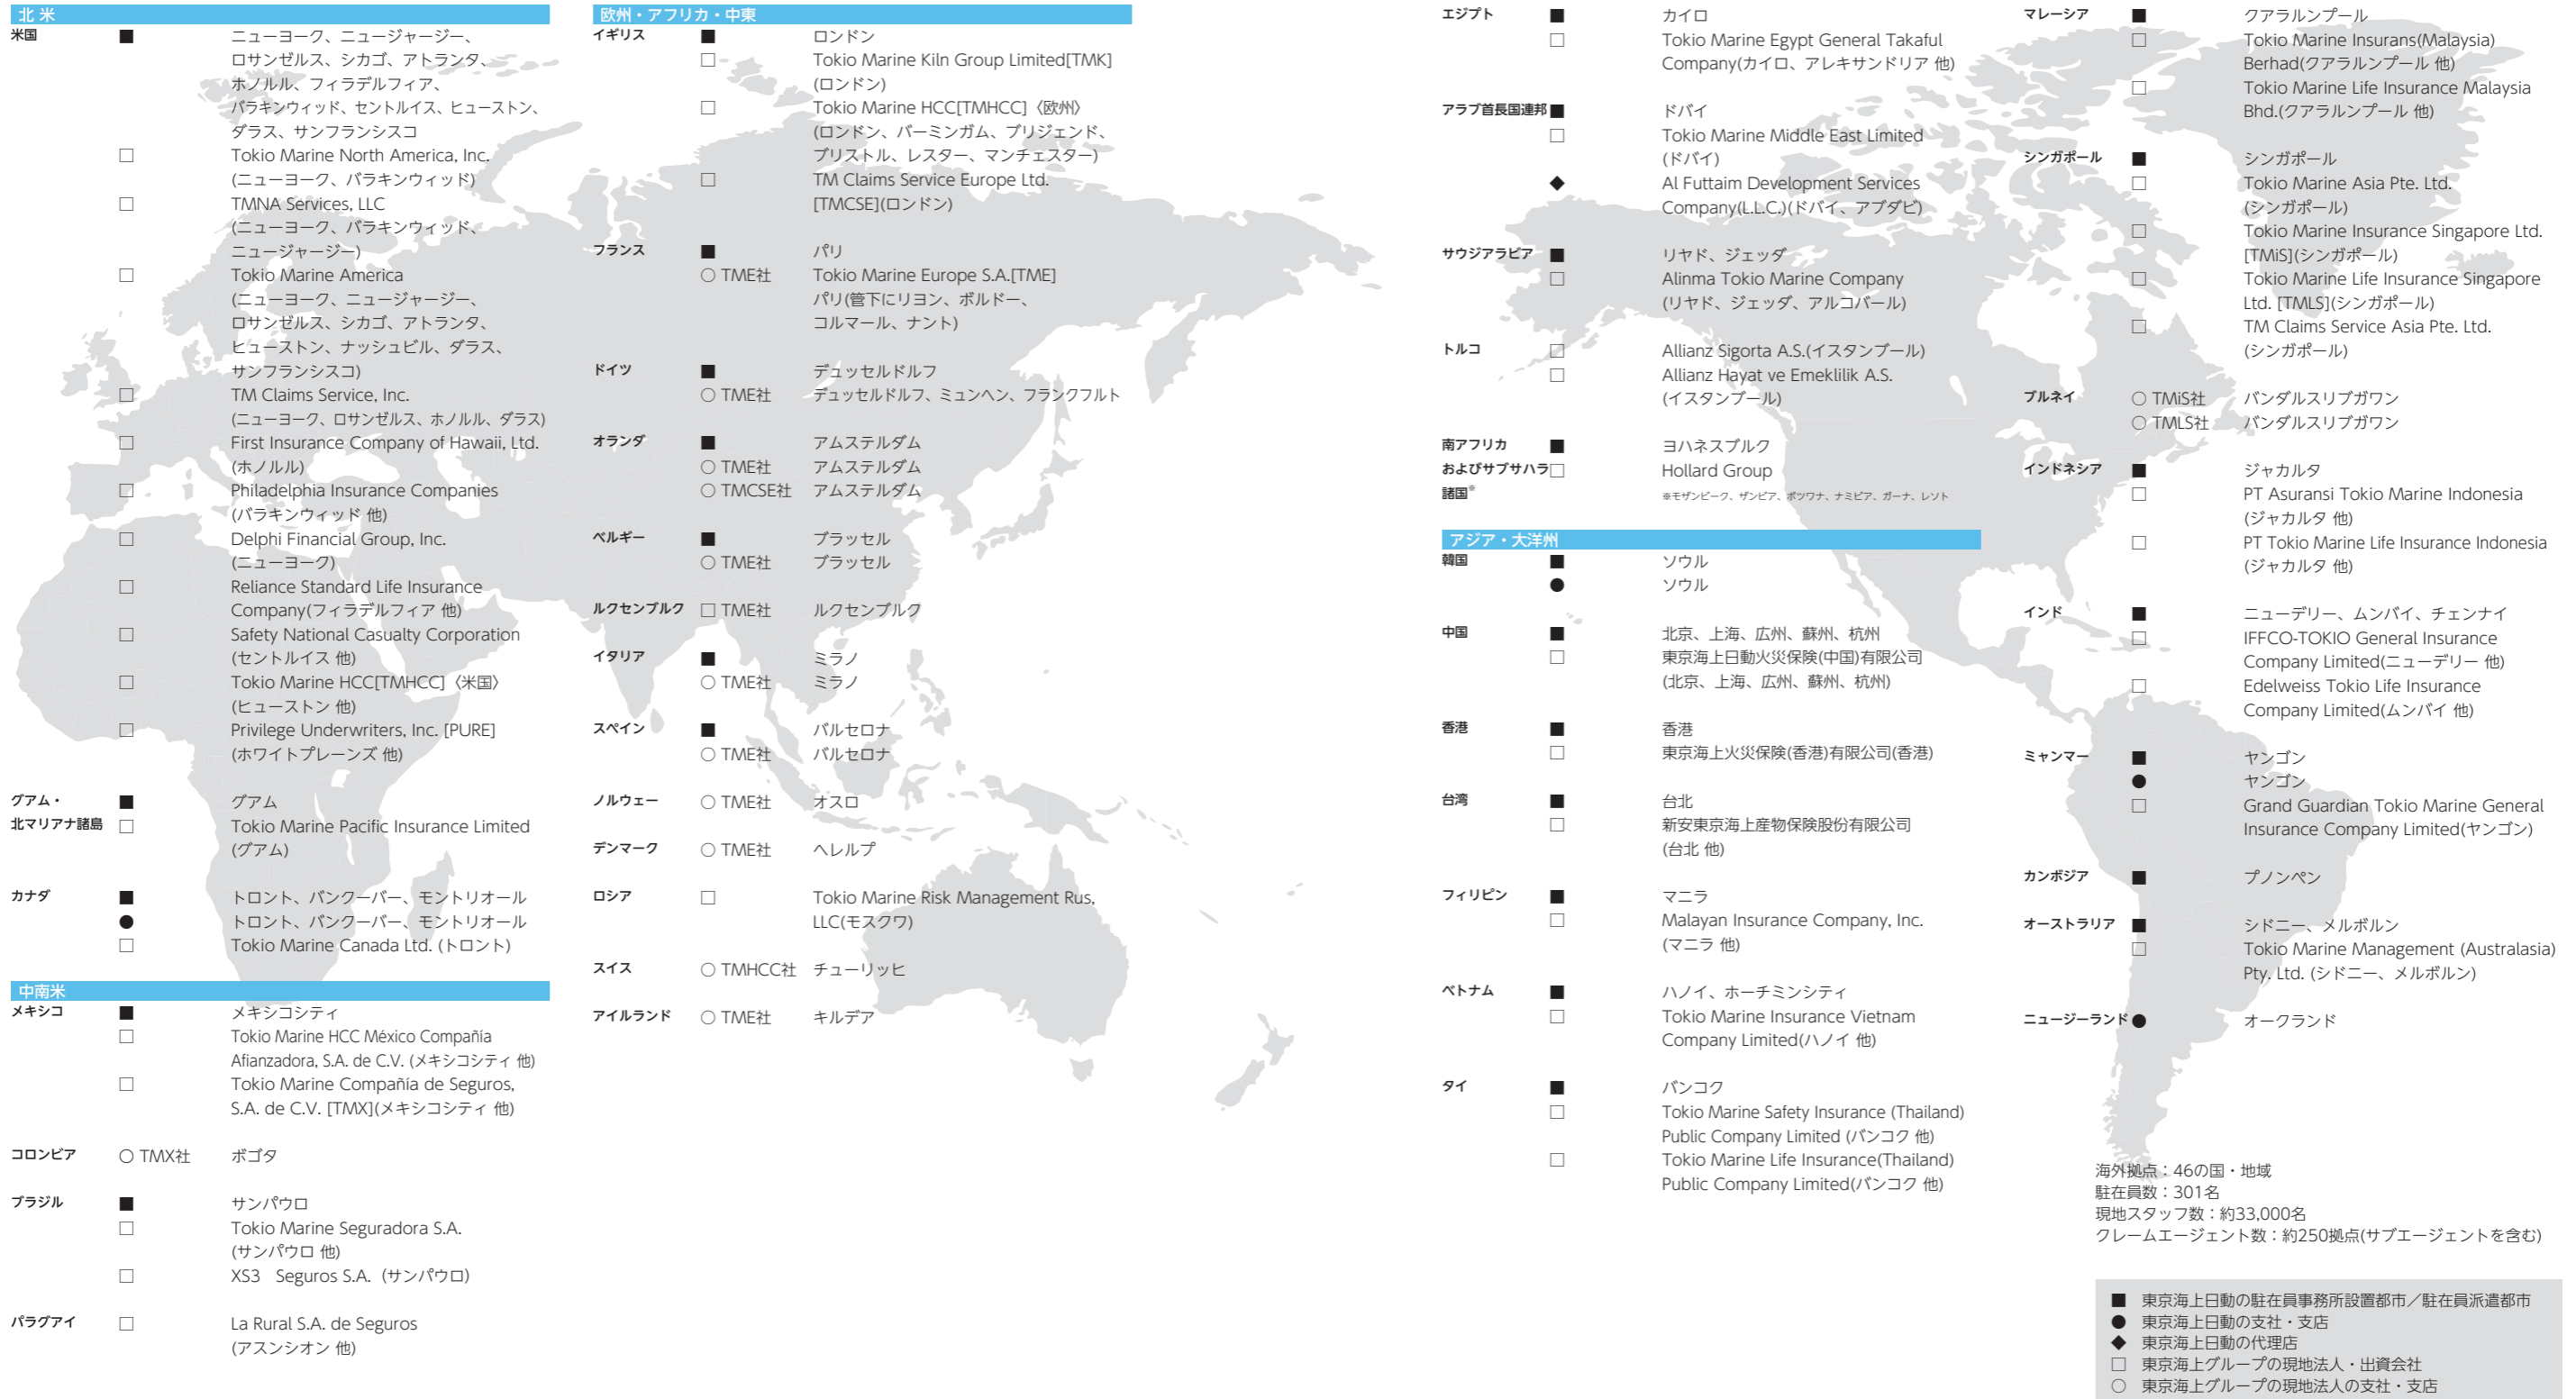 北 米
米国 ■ ニューヨーク、ニュージャージー、
ロサンゼルス、シカゴ、アトランタ、
ホノルル、フィラデルフィア、
バラキンウィッド、セントルイス、ヒューストン、
ダラス、サンフランシスコ
□ Tokio Marine North America, Inc.
(ニューヨーク、バラキンウィッド)
□ TMNA Services, LLC
(ニューヨーク、バラキンウィッド、
ニュージャージー)
□ Tokio Marine America
(ニューヨーク、ニュージャージー、
ロサンゼルス、シカゴ、アトランタ、
ヒューストン、ナッシュビル、ダラス、
サンフランシスコ)
□ TM Claims Service, Inc.
(ニューヨーク、ロサンゼルス、ホノルル、ダラス)
□ First Insurance Company of Hawaii, Ltd.
(ホノルル)
□ Philadelphia Insurance Companies
(バラキンウィッド 他)
□ Delphi Financial Group, Inc.
(ニューヨーク)
□ Reliance Standard Life Insurance
Company(フィラデルフィア 他)
□ Safety National Casualty Corporation
(セントルイス 他)
□ Tokio Marine HCC[TMHCC]〈米国〉
(ヒューストン 他)
□ Privilege Underwriters, Inc. [PURE]
(ホワイトプレーンズ 他)
グアム・ ■ グアム
北マリアナ諸島 □ Tokio Marine Pacific Insurance Limited
(グアム)
カナダ ■ トロント、バンクーバー、モントリオール
● トロント、バンクーバー、モントリオール
□ Tokio Marine Canada Ltd. (トロント)
中南米
メキシコ ■ メキシコシティ
□ Tokio Marine HCC México Compañía
Afianzadora, S.A. de C.V. (メキシコシティ 他)
□ Tokio Marine Compañía de Seguros,
S.A. de C.V. [TMX](メキシコシティ 他)
コロンビア ○ TMX社 ボゴタ
ブラジル ■ サンパウロ
□ Tokio Marine Seguradora S.A.
(サンパウロ 他)
□ XS3 Seguros S.A. (サンパウロ)
パラグアイ □ La Rural S.A. de Seguros
(アスンシオン 他)
欧州・アフリカ・中東
イギリス ■ ロンドン
□ Tokio Marine Kiln Group Limited[TMK]
(ロンドン)
□ Tokio Marine HCC[TMHCC]〈欧州〉
(ロンドン、バーミンガム、ブリジェンド、
ブリストル、レスター、マンチェスター)
□ TM Claims Service Europe Ltd.
[TMCSE](ロンドン)
フランス ■ パリ
○ TME社 Tokio Marine Europe S.A.[TME]
パリ(管下にリヨン、ボルドー、
コルマール、ナント)
ドイツ ■ デュッセルドルフ
○ TME社 デュッセルドルフ、ミュンヘン、フランクフルト
オランダ ■ アムステルダム
○ TME社 アムステルダム
○ TMCSE社 アムステルダム
ベルギー ■ ブラッセル
○ TME社 ブラッセル
ルクセンブルク □ TME社 ルクセンブルク
イタリア ■ ミラノ
○ TME社 ミラノ
スペイン ■ バルセロナ
○ TME社 バルセロナ
ノルウェー ○ TME社 オスロ
デンマーク ○ TME社 ヘレルプ
ロシア □ Tokio Marine Risk Management Rus,
LLC(モスクワ)
スイス ○ TMHCC社 チューリッヒ
アイルランド ○ TME社 キルデア
エジプト ■ カイロ
□ Tokio Marine Egypt General Takaful
Company(カイロ、アレキサンドリア 他)
アラブ首長国連邦 ■ ドバイ
□ Tokio Marine Middle East Limited
(ドバイ)
◆ Al Futtaim Development Services
Company(L.L.C.)(ドバイ、アブダビ)
サウジアラビア ■ リヤド、ジェッダ
□ Alinma Tokio Marine Company
(リヤド、ジェッダ、アルコバール)
トルコ □ Allianz Sigorta A.S.(イスタンブール)
□ Allianz Hayat ve Emeklilik A.S.
(イスタンブール)
南アフリカ ■ ヨハネスブルク
およびサブサハラ □ Hollard Group
諸国※ ※モザンビーク、ザンビア、ボツワナ、ナミビア、ガーナ、レソト
アジア・大洋州
韓国 ■ ソウル
● ソウル
中国 ■ 北京、上海、広州、蘇州、杭州
□ 東京海上日動火災保険(中国)有限公司
(北京、上海、広州、蘇州、杭州)
香港 ■ 香港
□ 東京海上火災保険(香港)有限公司(香港)
台湾 ■ 台北
□ 新安東京海上産物保険股份有限公司
(台北 他)
フィリピン ■ マニラ
□ Malayan Insurance Company, Inc.
(マニラ 他)
ベトナム ■ ハノイ、ホーチミンシティ
□ Tokio Marine Insurance Vietnam
Company Limited(ハノイ 他)
タイ ■ バンコク
□ Tokio Marine Safety Insurance (Thailand)
Public Company Limited (バンコク 他)
□ Tokio Marine Life Insurance(Thailand)
Public Company Limited(バンコク 他)
マレーシア ■ クアラルンプール
□ Tokio Marine Insurans(Malaysia)
Berhad(クアラルンプール 他)
□ Tokio Marine Life Insurance Malaysia
Bhd.(クアラルンプール 他)
シンガポール ■ シンガポール
□ Tokio Marine Asia Pte. Ltd.
(シンガポール)
□ Tokio Marine Insurance Singapore Ltd.
[TMiS](シンガポール)
□ Tokio Marine Life Insurance Singapore
Ltd. [TMLS](シンガポール)
□ TM Claims Service Asia Pte. Ltd.
(シンガポール)
ブルネイ ○ TMiS社 バンダルスリブガワン
○ TMLS社 バンダルスリブガワン
インドネシア ■ ジャカルタ
□ PT Asuransi Tokio Marine Indonesia
(ジャカルタ 他)
□ PT Tokio Marine Life Insurance Indonesia
(ジャカルタ 他)
インド ■ ニューデリー、ムンバイ、チェンナイ
□ IFFCO-TOKIO General Insurance
Company Limited(ニューデリー 他)
□ Edelweiss Tokio Life Insurance
Company Limited(ムンバイ 他)
ミャンマー ■ ヤンゴン
● ヤンゴン
□ Grand Guardian Tokio Marine General
Insurance Company Limited(ヤンゴン)
カンボジア ■ プノンペン
オーストラリア ■ シドニー、メルボルン
□ Tokio Marine Management (Australasia)
Pty. Ltd. (シドニー、メルボルン)
ニュージーランド ● オークランド
海外拠点：46の国・地域
駐在員数：301名
現地スタッフ数：約33,000名
クレームエージェント数：約250拠点(サブエージェントを含む)
■ 東京海上日動の駐在員事務所設置都市／駐在員派遣都市
● 東京海上日動の支社・支店
◆ 東京海上日動の代理店
□ 東京海上グループの現地法人・出資会社
○ 東京海上グループの現地法人の支社・支店